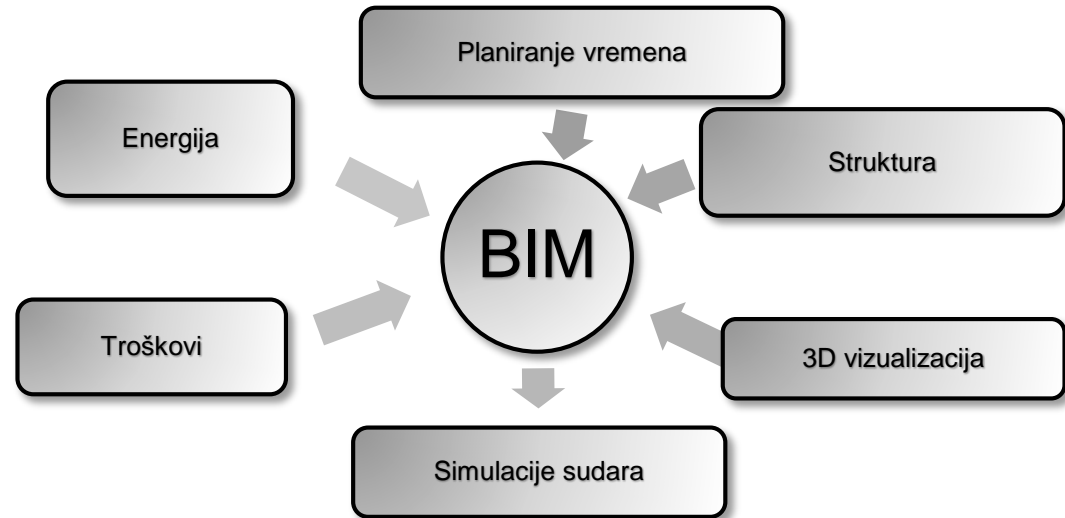 Planiranje vremena
Energija
Struktura
BIM
Troškovi
3D vizualizacija
Simulacije sudara